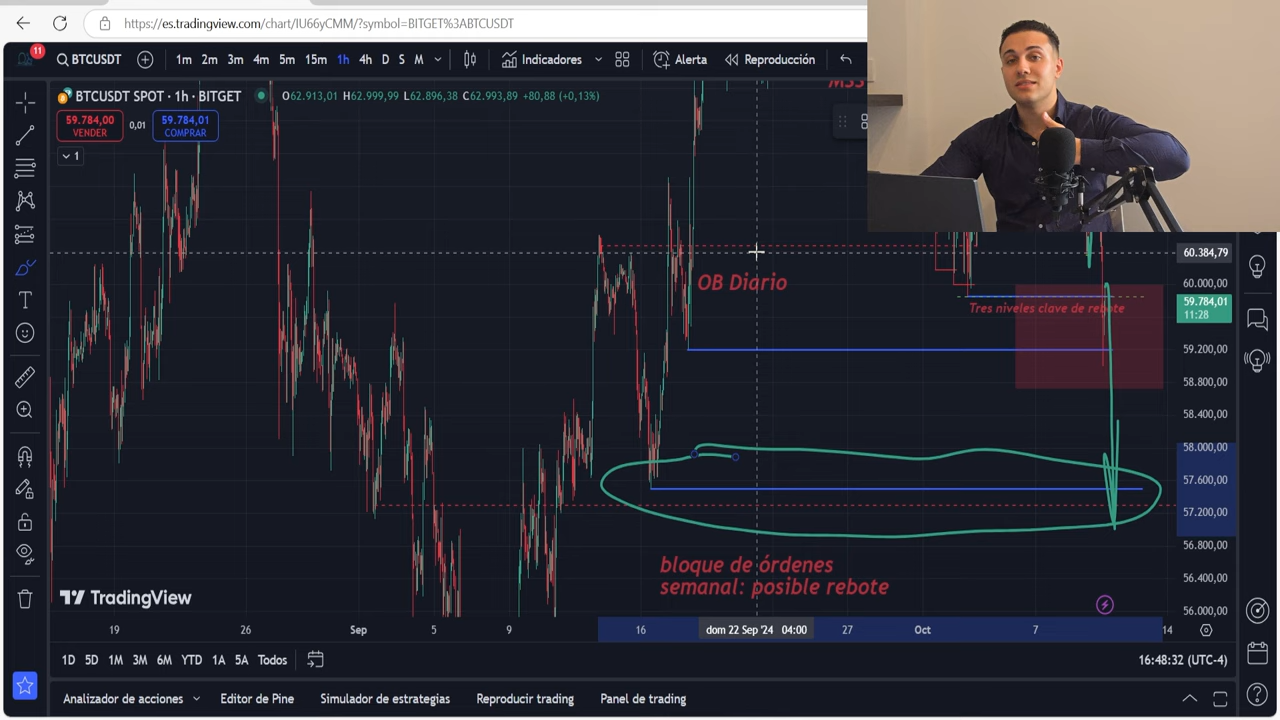 https://es.tradingview.com/chart/IU66yCMM/?symbol=BITGET%3ABTCUSDT
11
BTCUSDT
1m 2m 3m 4m 5m 15m 1h 4h D S M
Indicadores
Alerta
Reproducción
BTCUSDT SPOT · 1h · BITGET
O62.913,01 H62.999,99 L62.896,38 C62.993,89 +80,88 (+0,13%)
MSS
59.784,00
VENDER
0,01
59.784,01
COMPRAR
1
60.384,79
OB Diario
60.000,00
59.784,01
11:28
Tres niveles clave de rebote
59.200,00
58.800,00
58.400,00
58.000,00
57.600,00
57.200,00
56.800,00
bloque de órdenes
semanal: posible rebote
56.400,00
56.000,00
TradingView
19 26 Sep 5 9 16 dom 22 Sep '24 04:00 27 Oct 7 14
1D 5D 1M 3M 6M YTD 1A 5A Todos
16:48:32 (UTC-4)
Analizador de acciones
Editor de Pine
Simulador de estrategias
Reproducir trading
Panel de trading